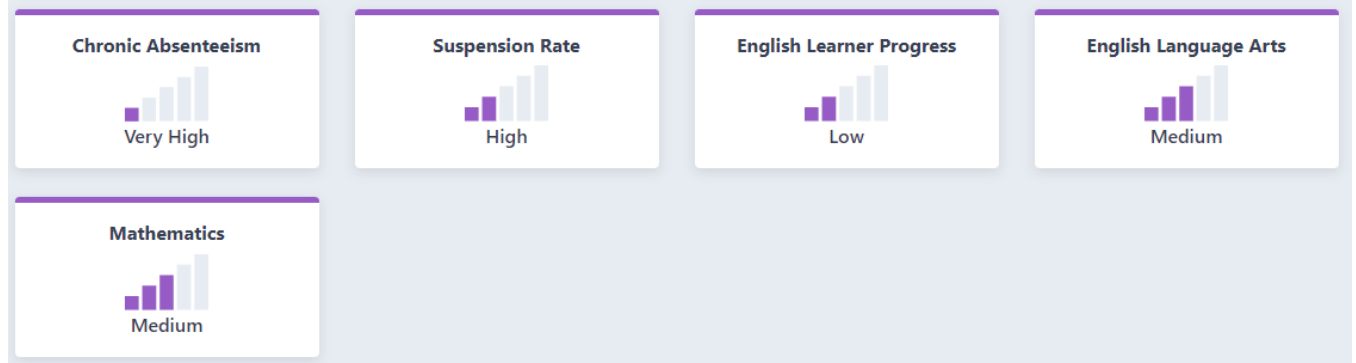 Chronic Absenteeism
Very High
Suspension Rate
High
English Learner Progress
Low
English Language Arts
Medium
Mathematics
Medium